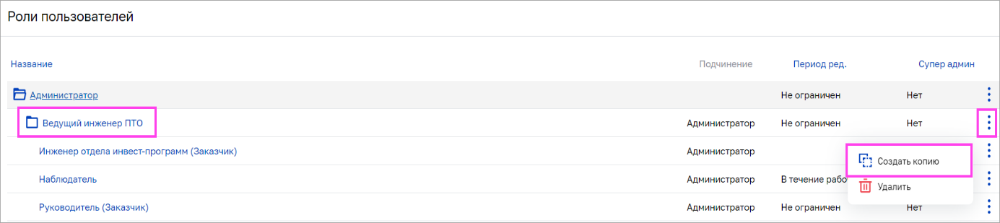 Роли пользователей
Название Подчинение Период ред. Супер админ
Администратор Не ограничен Нет
Ведущий инженер ПТО Администратор Не ограничен Нет
Инженер отдела инвест-программ (Заказчик) Администратор
Создать копию
Наблюдатель Администратор В течение рабо
Удалить
Руководитель (Заказчик) Администратор Не ограничен Нет